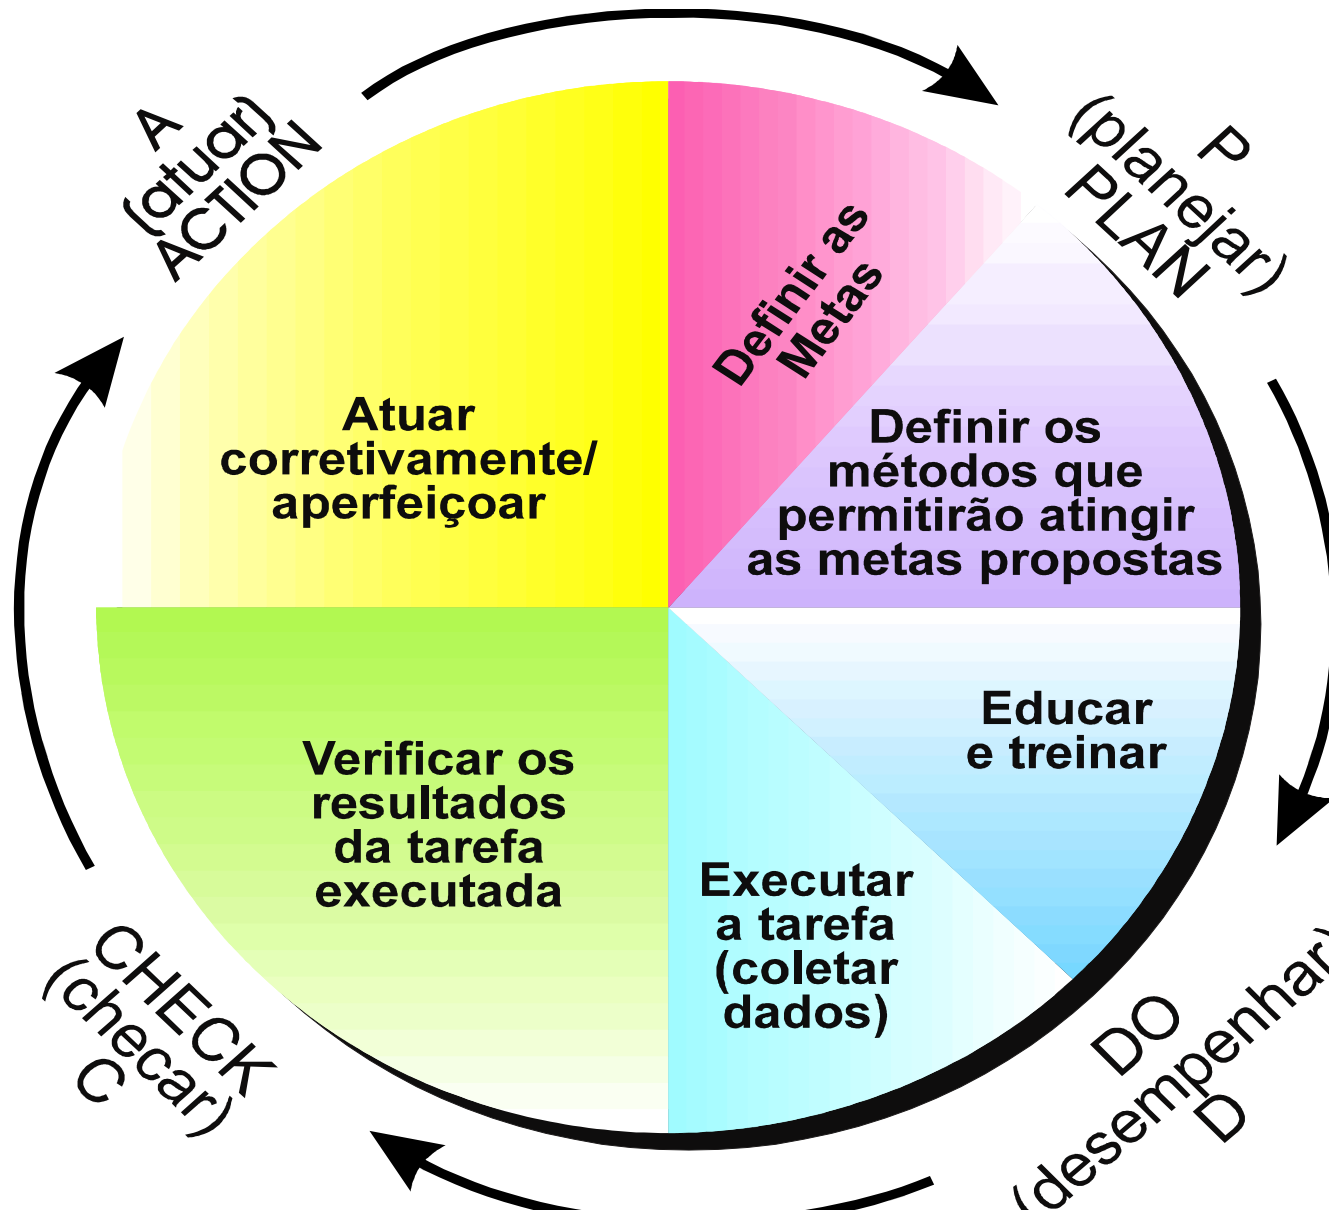 A
(atuar)
ACTION
P
(planejar)
PLAN
Definir as
Metas
Definir os
métodos que
permitirão atingir
as metas propostas
Educar
e treinar
Executar
a tarefa
(coletar
dados)
DO
(desempenhar)
D
Verificar os
resultados
da tarefa
executada
CHECK
(checar)
C
Atuar
corretivamente/
aperfeiçoar